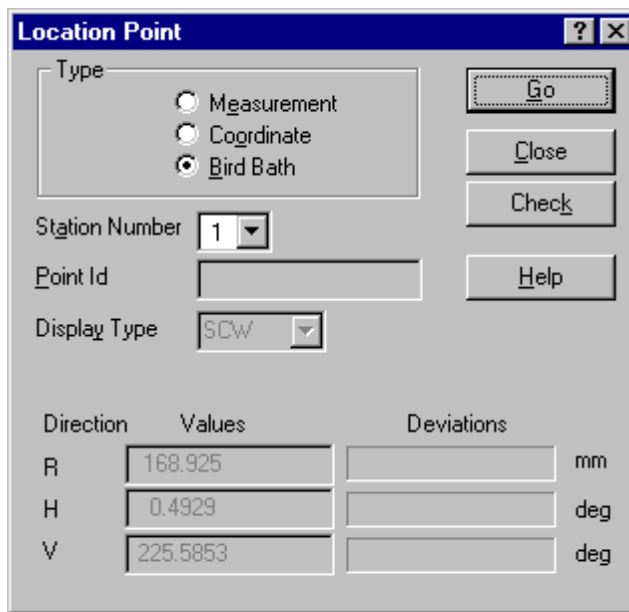 Location Point
Type
Measurement
Coordinate
Bird Bath
Go
Close
Check
Help
Station Number 1
Point Id
Display Type SCW
Direction Values Deviations
R 168.925 mm
H 0.4929 deg
V 225.5853 deg